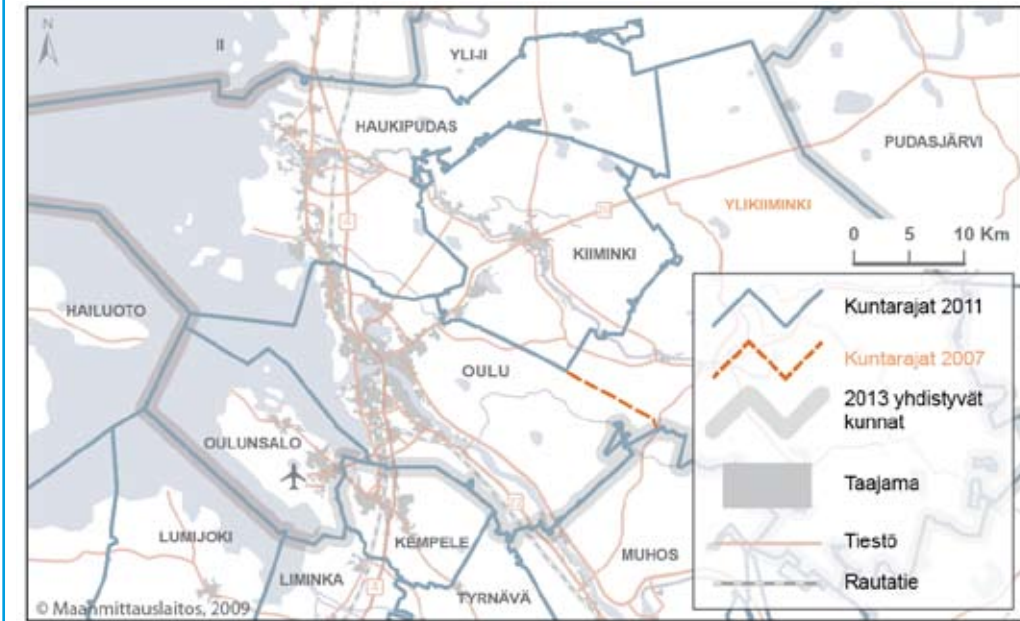 N
II
YLI-II
HAUKIPUDAS
PUDASJÄRVI
YLIKIIMINKI
0 5 10 Km
KIIMINKI
HAILUOTO
Kuntarajat 2011
Kuntarajat 2007
OULU
2013 yhdistyvät
kunnat
OULUNSALO
Taajama
LUMIJOKI
KEMPELE
MUHOS
Tiestö
LIMINKA
TYRNÄVÄ
Rautatie
© Maanmittauslaitos, 2009